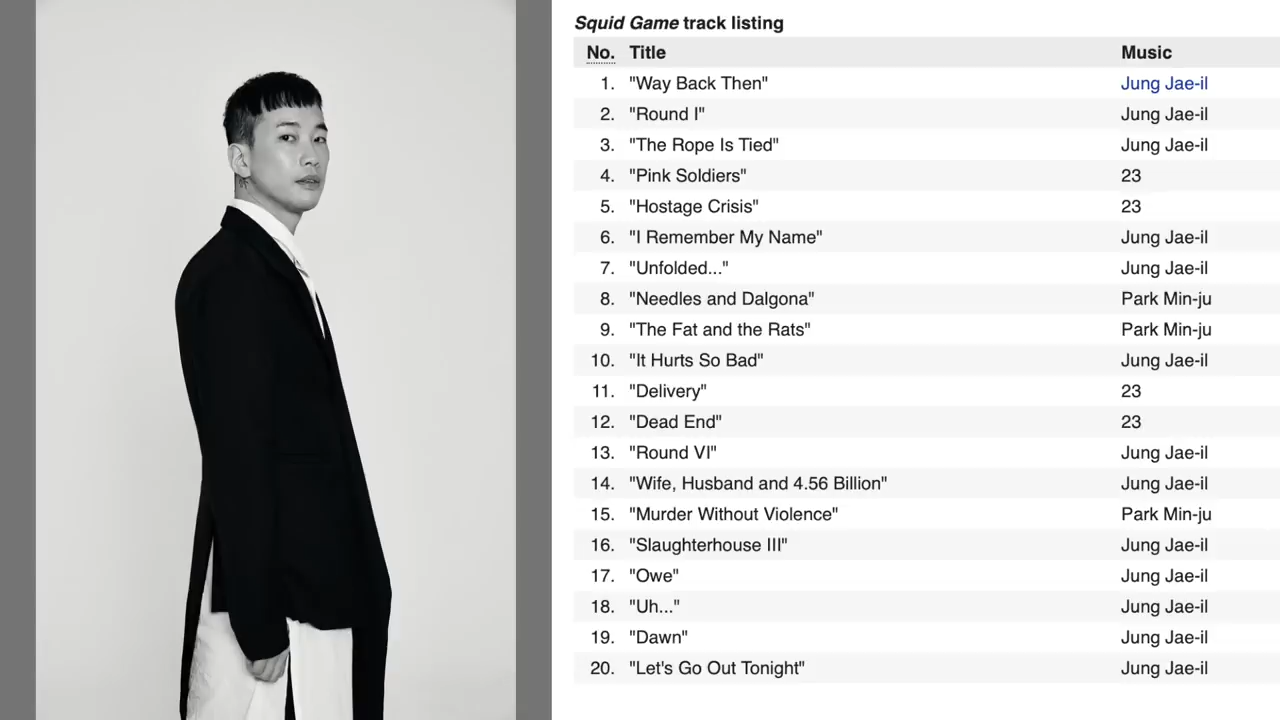 Squid Game track listing
No. Title Music
1. "Way Back Then" Jung Jae-il
2. "Round I" Jung Jae-il
3. "The Rope Is Tied" Jung Jae-il
4. "Pink Soldiers" 23
5. "Hostage Crisis" 23
6. "I Remember My Name" Jung Jae-il
7. "Unfolded..." Jung Jae-il
8. "Needles and Dalgona" Park Min-ju
9. "The Fat and the Rats" Park Min-ju
10. "It Hurts So Bad" Jung Jae-il
11. "Delivery" 23
12. "Dead End" 23
13. "Round VI" Jung Jae-il
14. "Wife, Husband and 4.56 Billion" Jung Jae-il
15. "Murder Without Violence" Park Min-ju
16. "Slaughterhouse III" Jung Jae-il
17. "Owe" Jung Jae-il
18. "Uh..." Jung Jae-il
19. "Dawn" Jung Jae-il
20. "Let's Go Out Tonight" Jung Jae-il